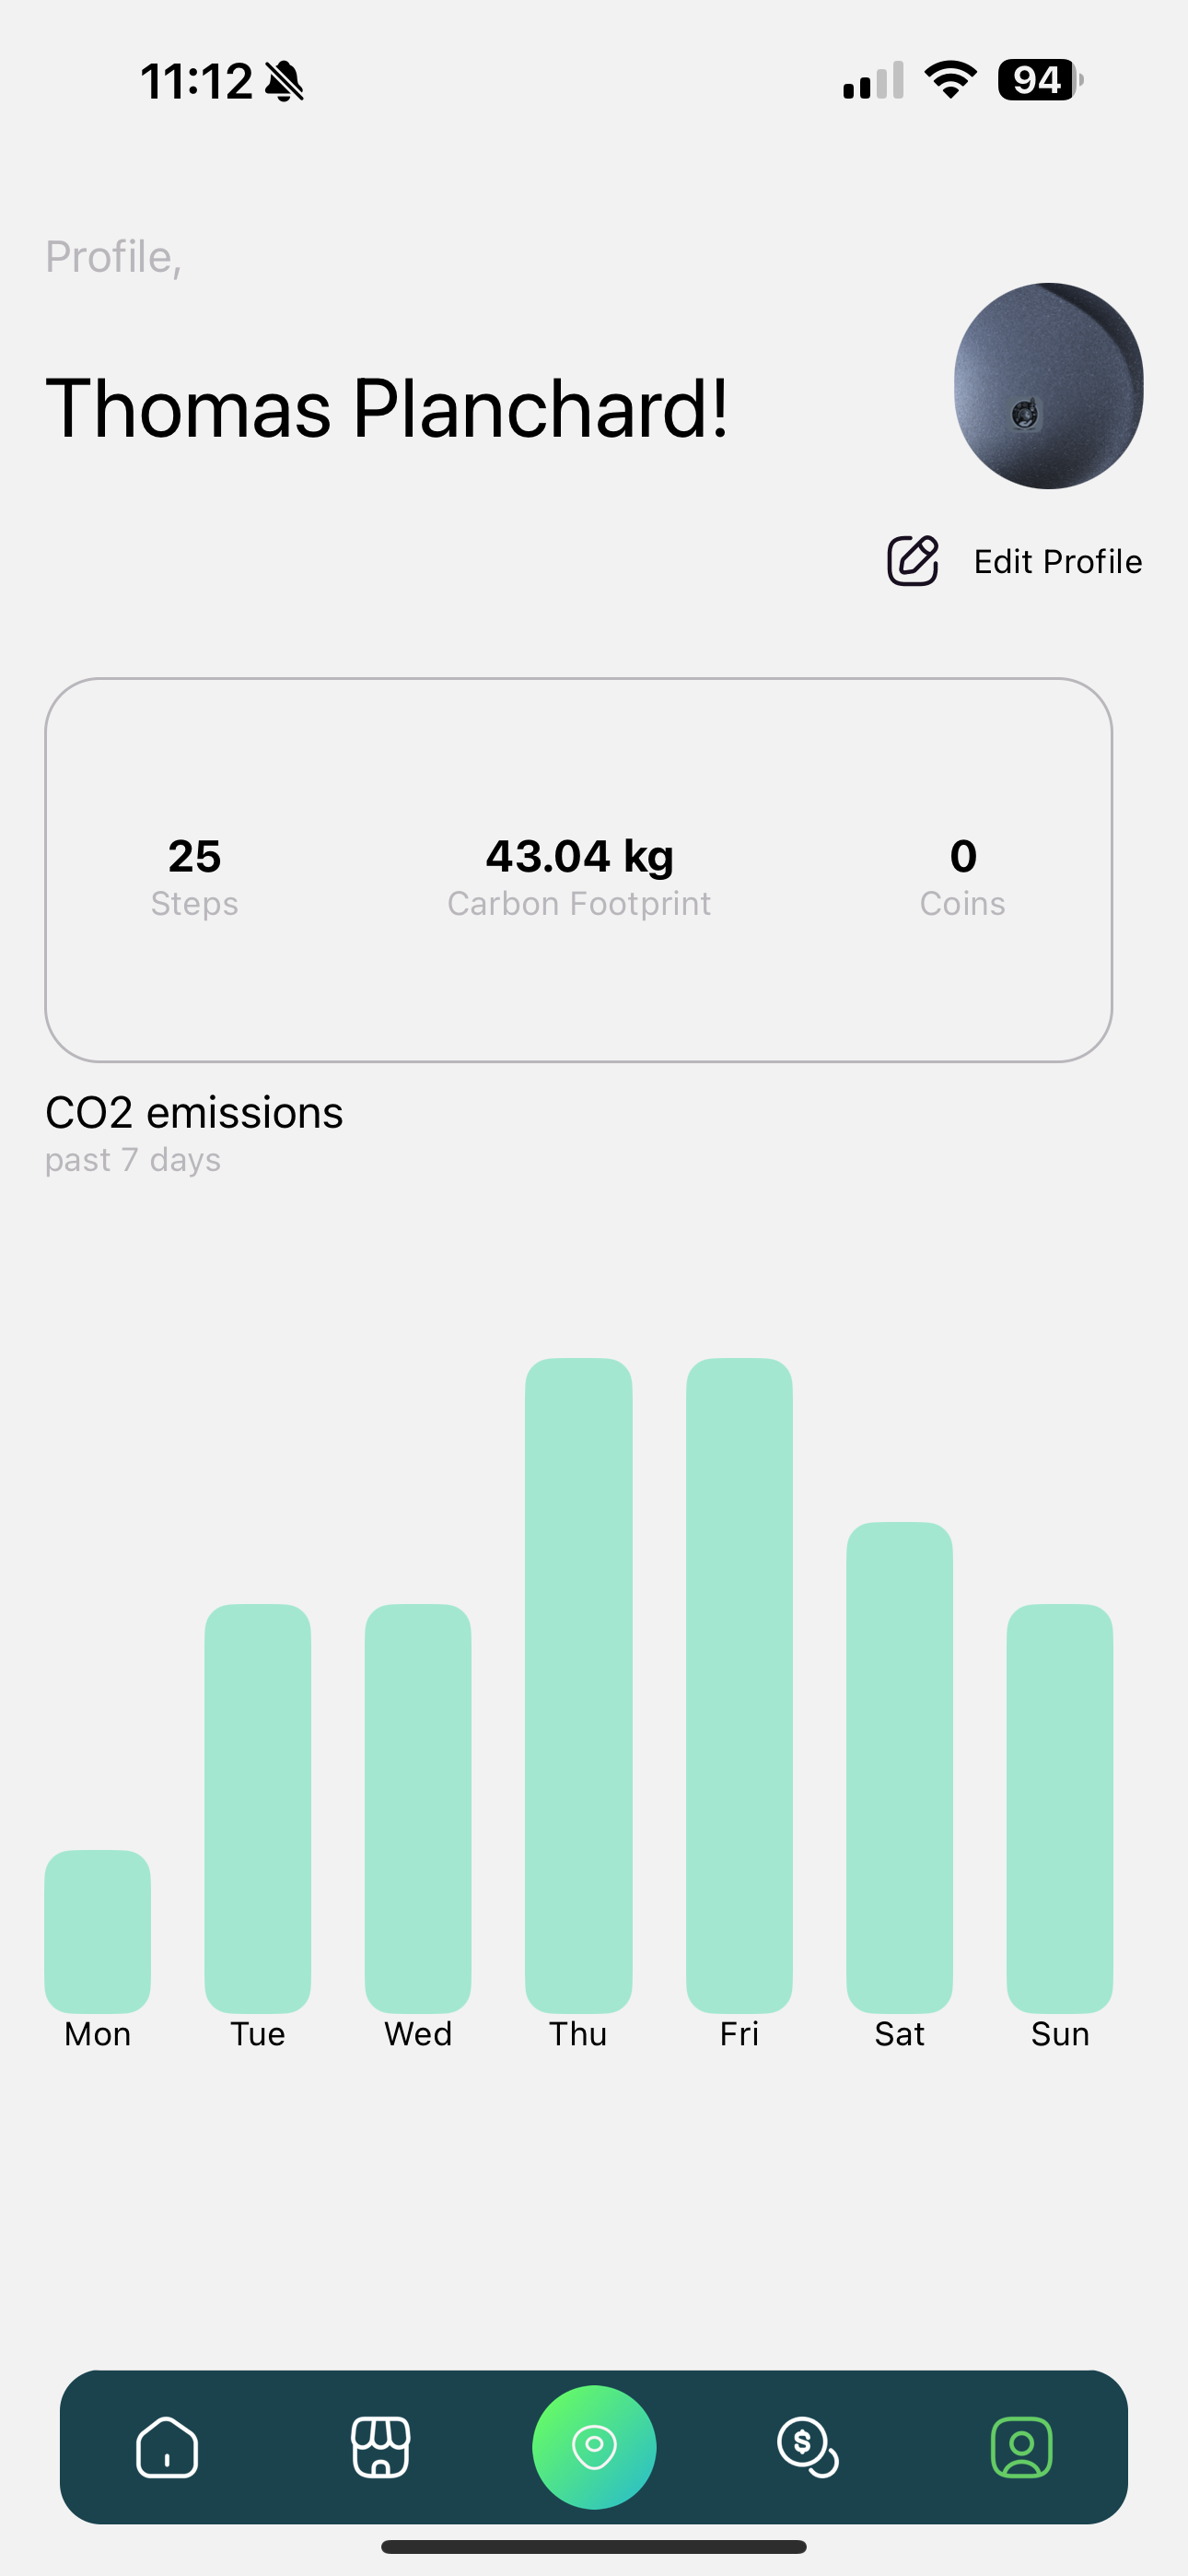 11:12 94
Profile,
Thomas Planchard!
Edit Profile
25 43.04 kg 0
Steps Carbon Footprint Coins
CO2 emissions
past 7 days
Mon Tue Wed Thu Fri Sat Sun
$